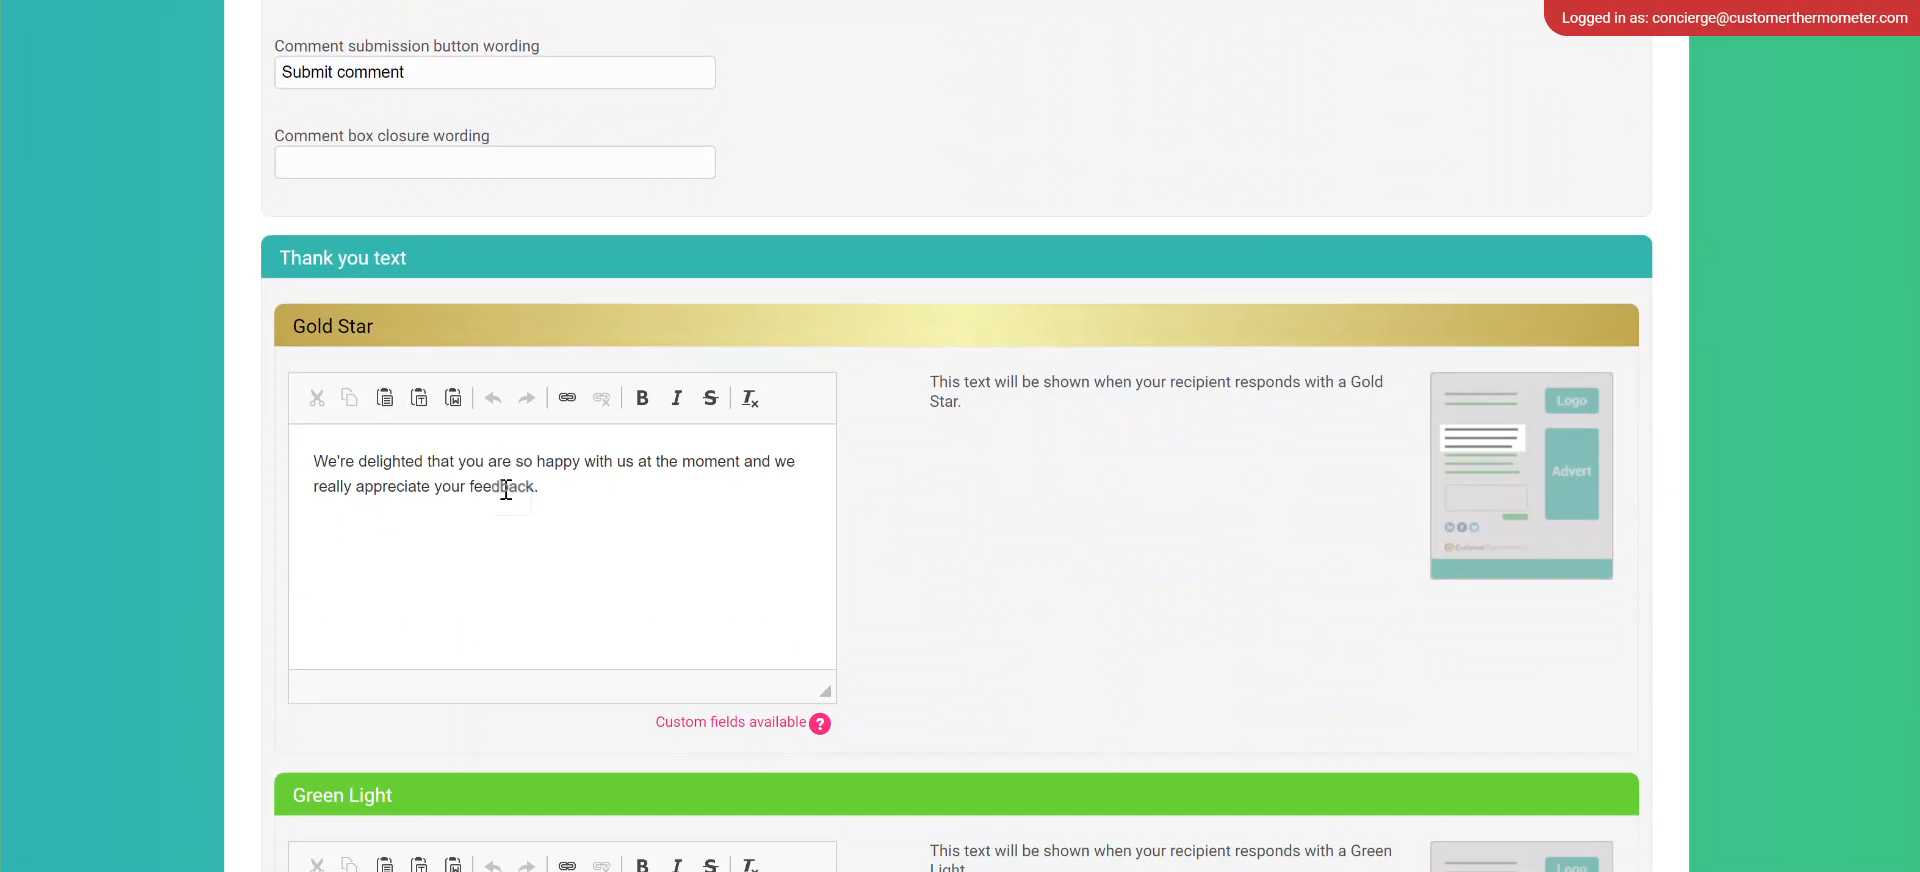 Logged in as: concierge@customerthermometer.com
Comment submission button wording
Submit comment
Comment box closure wording
Thank you text
Gold Star
This text will be shown when your recipient responds with a Gold
Star.
We're delighted that you are so happy with us at the moment and we
really appreciate your feedback.
Logo
Advert
CustomerThermometer
Custom fields available ?
Green Light
This text will be shown when your recipient responds with a Green
Light
Logo